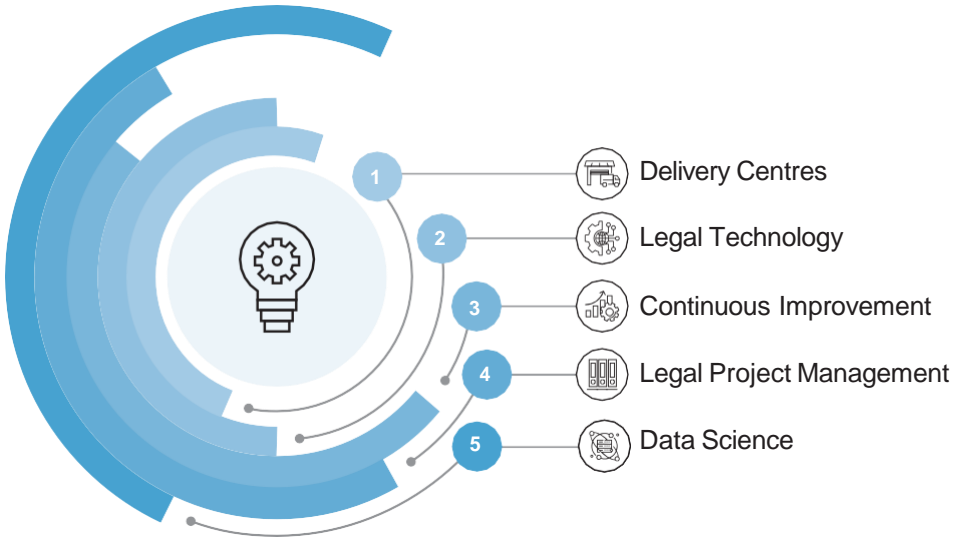 1 Delivery Centres
2 Legal Technology
3 Continuous Improvement
4 Legal Project Management
5 Data Science